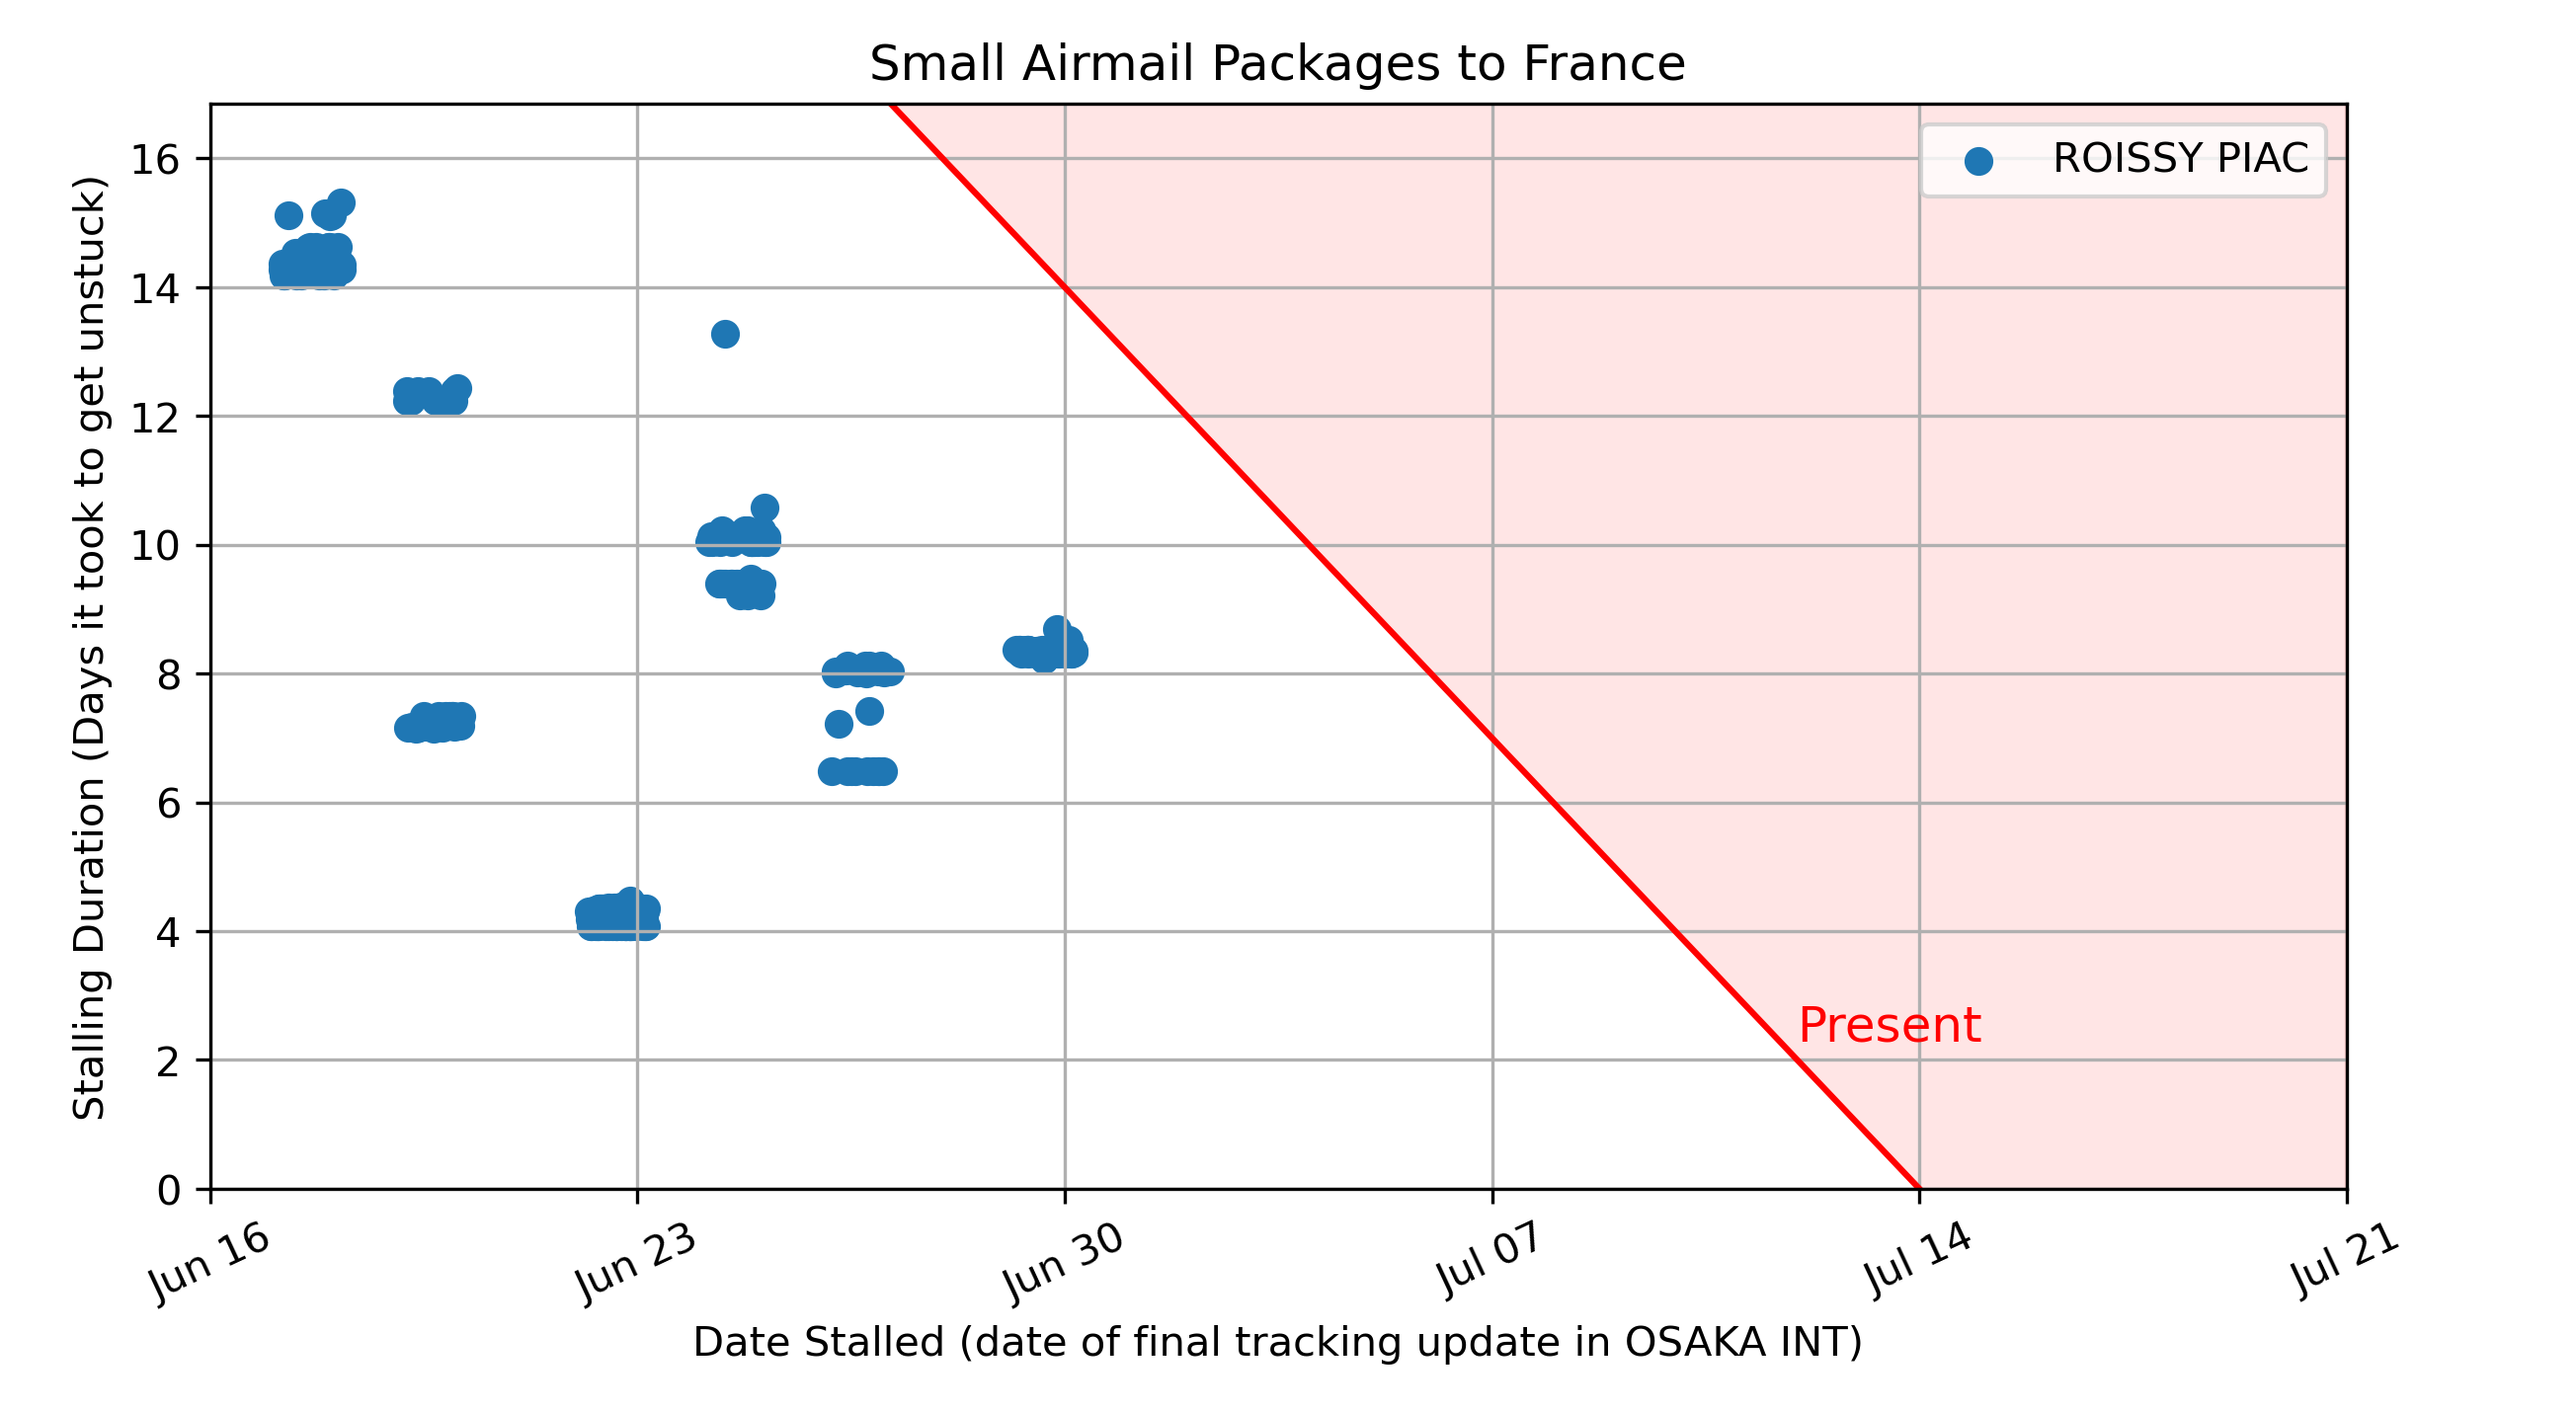 Small Airmail Packages to France
ROISSY PIAC
Stalling Duration (Days it took to get unstuck)
16
14
12
10
8
6
4
2
0
Present
Jun 16
Jun 23
Jun 30
Jul 07
Jul 14
Jul 21
Date Stalled (date of final tracking update in OSAKA INT)